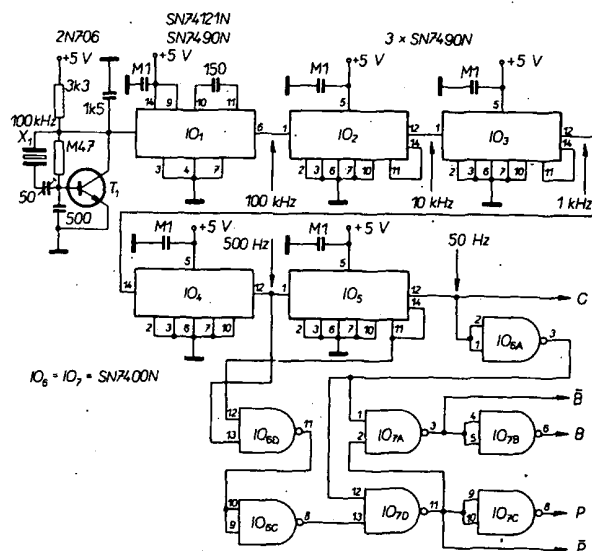 SN74121N
2N706 SN7490N 3 × SN7490N
+5 V +5 V +5 V +5 V
M1 150 M1 M1
3k3 1k5
14 9 10 11 5 5
100 kHz
X₁
IO₁ 6 1 IO₂ 12 1 IO₃ 12
14 14
M47
50 T₁
3 4 7 2 3 6 7 10 11 2 3 6 7 10 11
500
100 kHz 10 kHz 1 kHz
+5 V 500 Hz +5 V 50 Hz
M1 M1
5 5
14 IO₄ 12 1 IO₅ 12 C
14
2 3 6 7 10 2 3 6 7 10 11
2 1 IO₆A 3
IO₆ = IO₇ = SN7400N
B̅
12 13 IO₆D 11 1 2 IO₇A 3 4 5 IO₇B 6 B
10 9 IO₆C 8 12 13 IO₇D 11 9 10 IO₇C 8 P
P̅